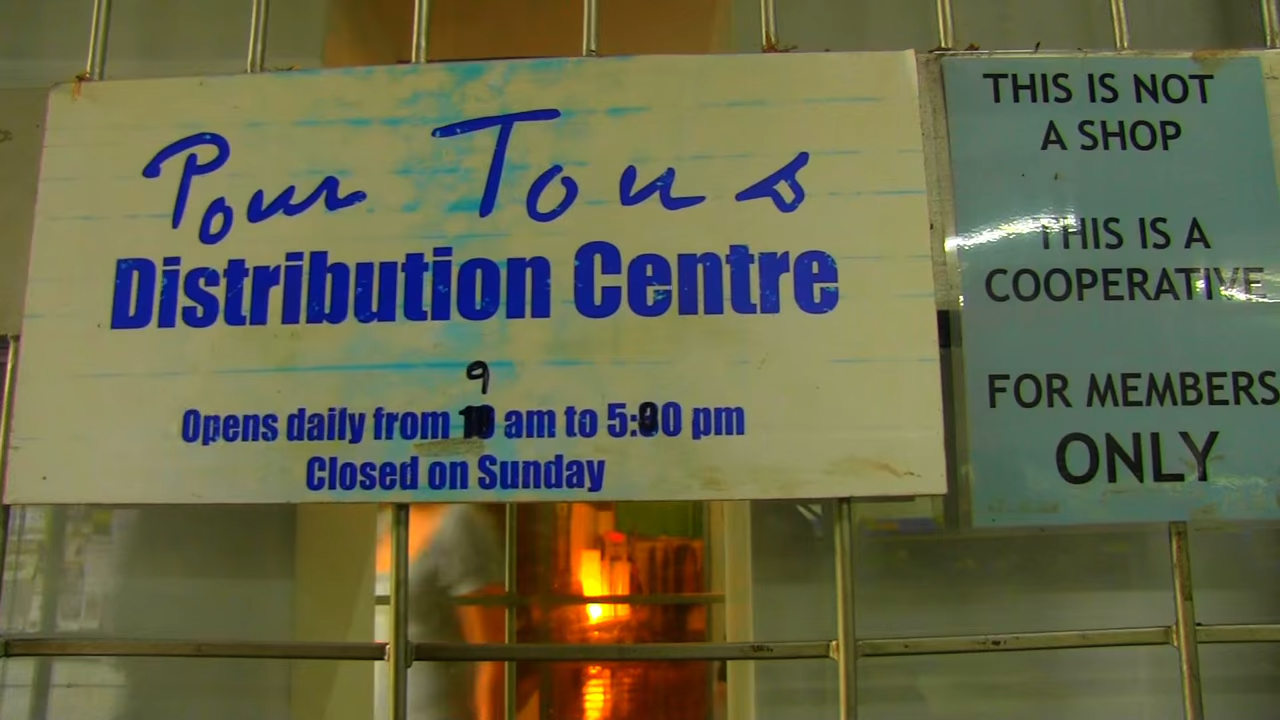 Pour Tous
Distribution Centre
9
Opens daily from 10 am to 5:00 pm
Closed on Sunday
THIS IS NOT
A SHOP
THIS IS A
COOPERATIVE
FOR MEMBERS
ONLY